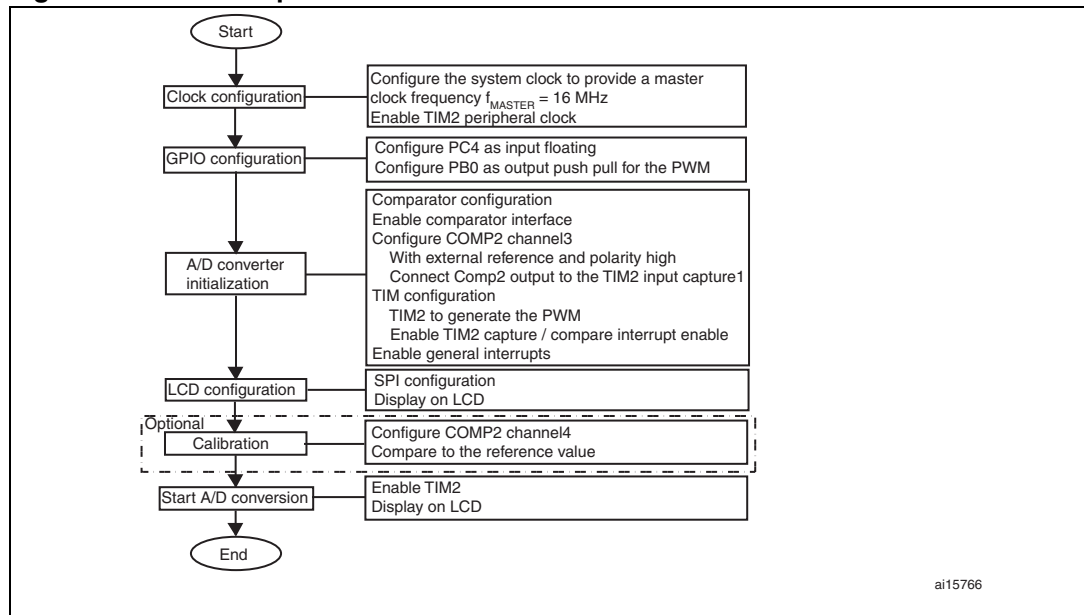 Start
Clock configuration
Configure the system clock to provide a master
clock frequency fMASTER = 16 MHz
Enable TIM2 peripheral clock
GPIO configuration
Configure PC4 as input floating
Configure PB0 as output push pull for the PWM
A/D converter
initialization
Comparator configuration
Enable comparator interface
Configure COMP2 channel3
With external reference and polarity high
Connect Comp2 output to the TIM2 input capture1
TIM configuration
TIM2 to generate the PWM
Enable TIM2 capture / compare interrupt enable
Enable general interrupts
LCD configuration
SPI configuration
Display on LCD
Optional
Calibration
Configure COMP2 channel4
Compare to the reference value
Start A/D conversion
Enable TIM2
Display on LCD
End
ai15766